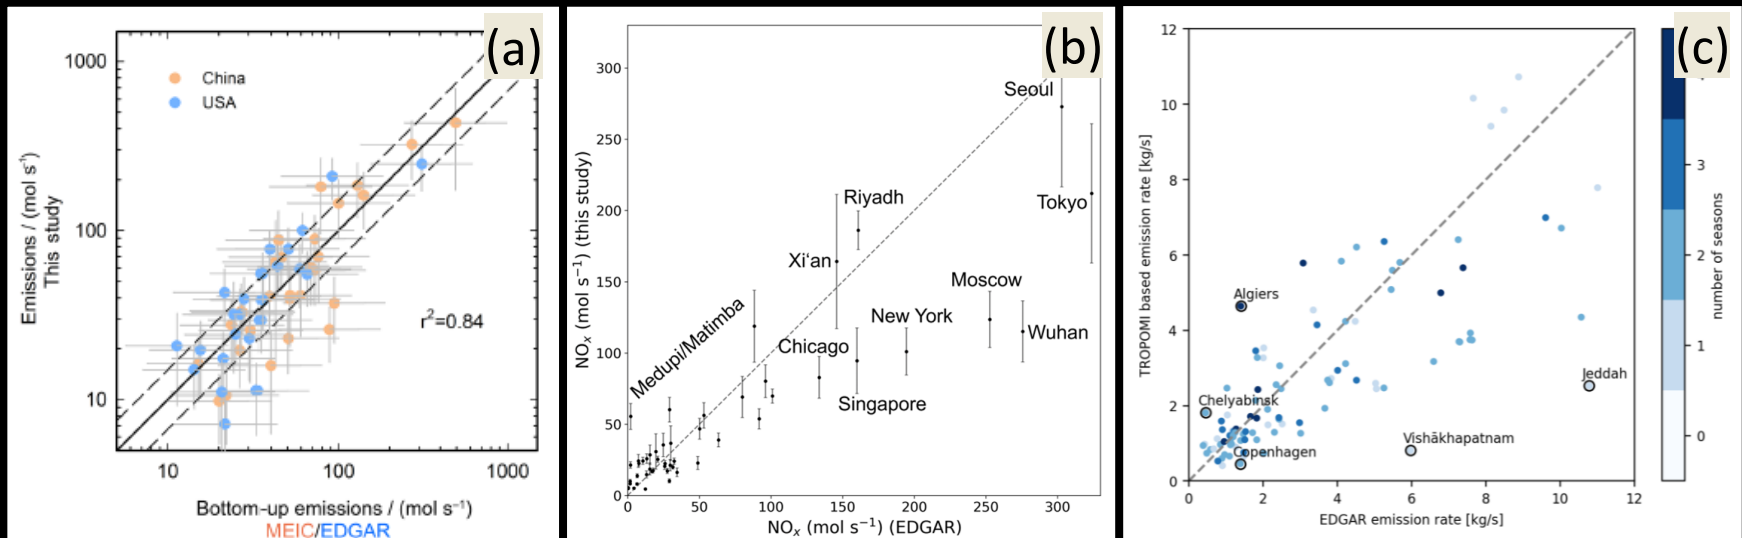 (a)
1000
China
USA
100
r²=0.84
10
10
100
1000
Emissions / (mol s⁻¹)
This study
Bottom-up emissions / (mol s⁻¹)
MEIC/EDGAR
(b)
300
Seoul
250
200
Riyadh
Tokyo
Xi'an
150
Moscow
Medupi/Matimba
New York
Wuhan
100
Chicago
Singapore
50
0
0
50
100
150
200
250
300
NOₓ (mol s⁻¹) (this study)
NOₓ (mol s⁻¹) (EDGAR)
(c)
12
10
8
6
4
2
0
Algiers
Jeddah
Chelyabinsk
Vishākhapatnam
Copenhagen
0
2
4
6
8
10
12
TROPOMI based emission rate [kg/s]
EDGAR emission rate [kg/s]
3
2
1
0
number of seasons